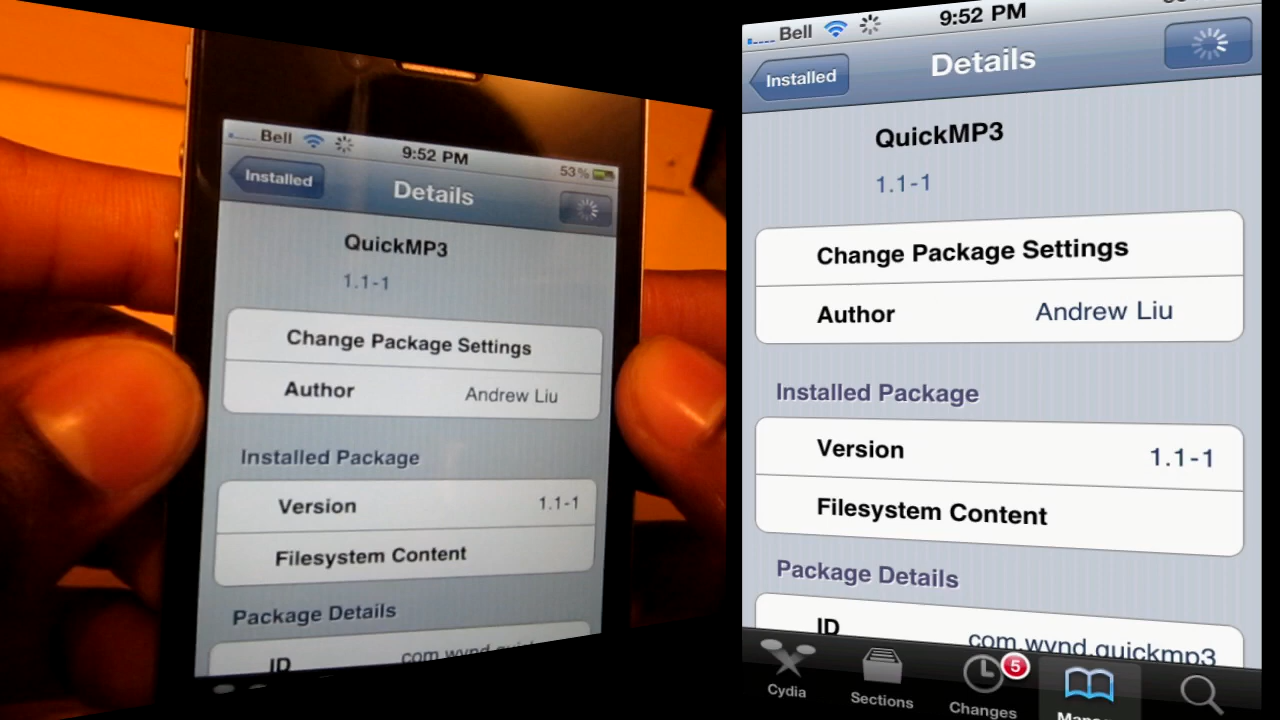 Bell 9:52 PM
53%
Installed Details
QuickMP3
1.1-1
Change Package Settings
Author Andrew Liu
Installed Package
Version 1.1-1
Filesystem Content
Package Details
ID
Bell 9:52 PM
Installed Details
QuickMP3
1.1-1
Change Package Settings
Author Andrew Liu
Installed Package
Version 1.1-1
Filesystem Content
Package Details
ID com.wynd.quickmp3
Cydia Sections Changes 5